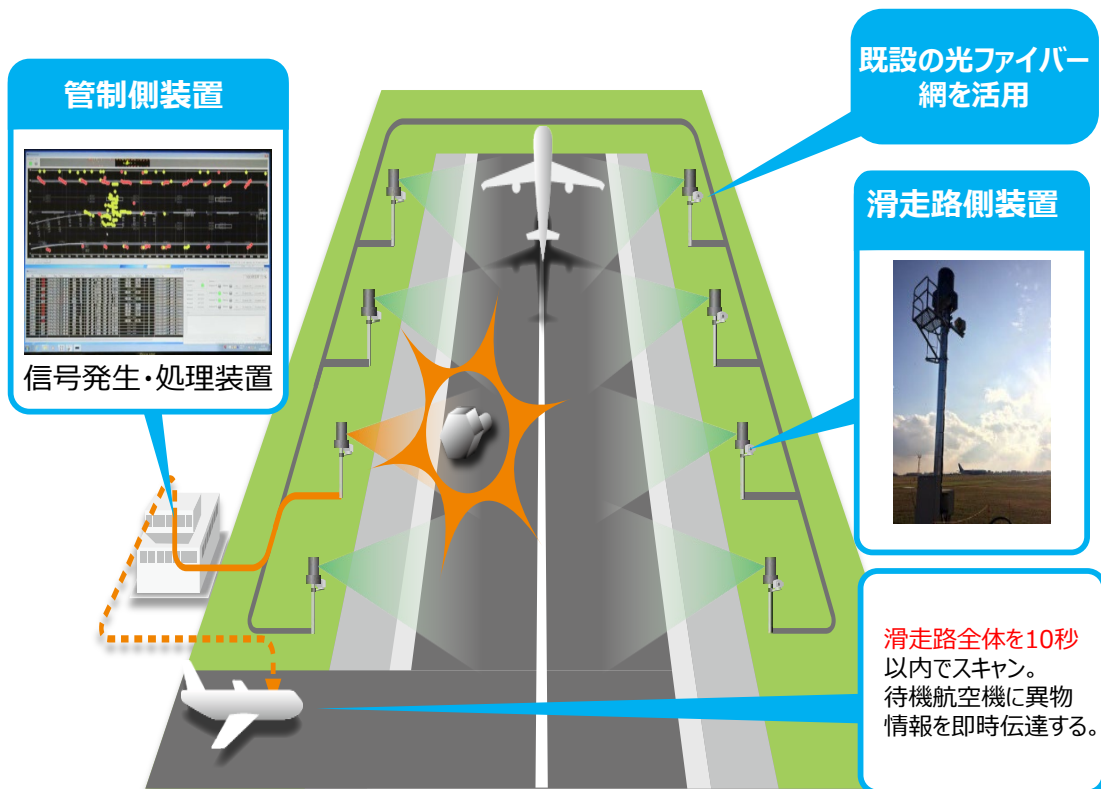 管制側装置
信号発生・処理装置
既設の光ファイバー
網を活用
滑走路側装置
滑走路全体を10秒
以内でスキャン。
待機航空機に異物
情報を即時伝達する。